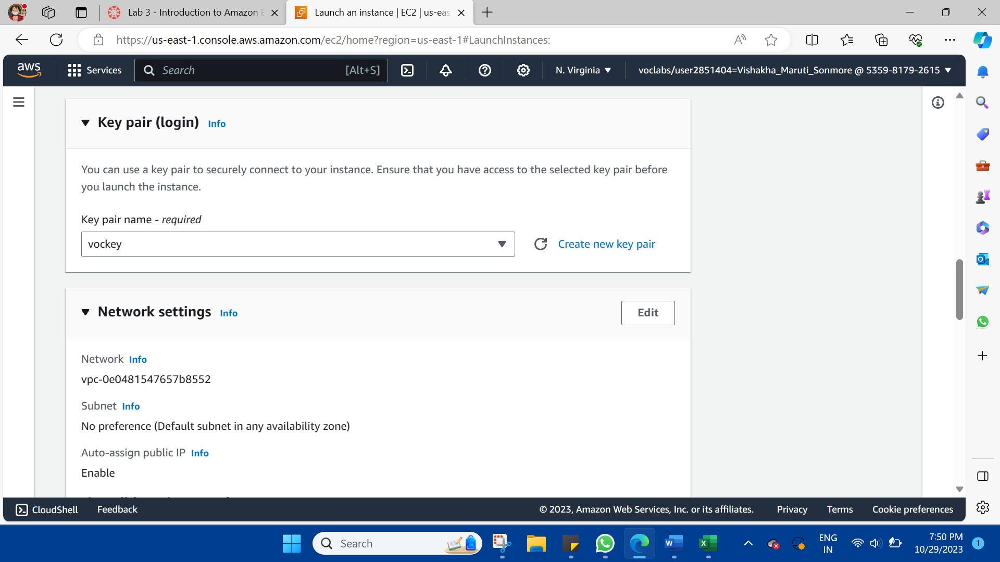 Lab 3 - Introduction to Amazon E
Launch an instance | EC2 | us-eas
https://us-east-1.console.aws.amazon.com/ec2/home?region=us-east-1#LaunchInstances:
aws
Services
Search [Alt+S]
N. Virginia
voclabs/user2851404=Vishakha_Maruti_Sonmore @ 5359-8179-2615
Key pair (login) Info
You can use a key pair to securely connect to your instance. Ensure that you have access to the selected key pair before
you launch the instance.
Key pair name - required
vockey
Create new key pair
Network settings Info
Edit
Network Info
vpc-0e0481547657b8552
Subnet Info
No preference (Default subnet in any availability zone)
Auto-assign public IP Info
Enable
CloudShell
Feedback
© 2023, Amazon Web Services, Inc. or its affiliates.
Privacy
Terms
Cookie preferences
Search
ENG
IN
7:50 PM
10/29/2023
1